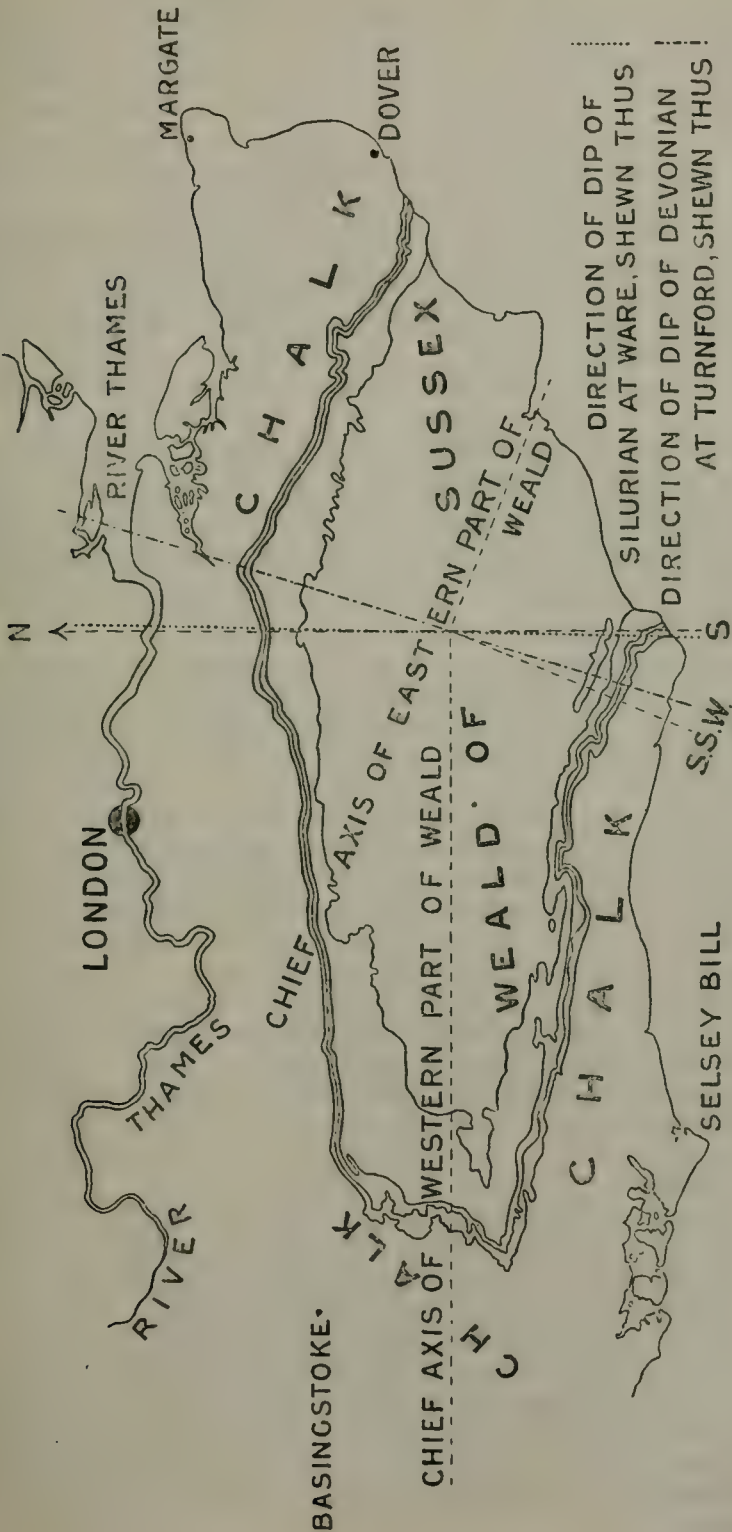 N
MARGATE
RIVER THAMES
DOVER
LONDON
RIVER THAMES
CHALK
CHIEF AXIS OF EASTERN PART OF WEALD
BASINGSTOKE
CHALK
CHIEF AXIS OF WESTERN PART OF WEALD
WEALD OF SUSSEX
CHALK
SELSEY BILL
S.S.W.
S
DIRECTION OF DIP OF
SILURIAN AT WARE, SHEWN THUS
DIRECTION OF DIP OF DEVONIAN
AT TURNFORD, SHEWN THUS